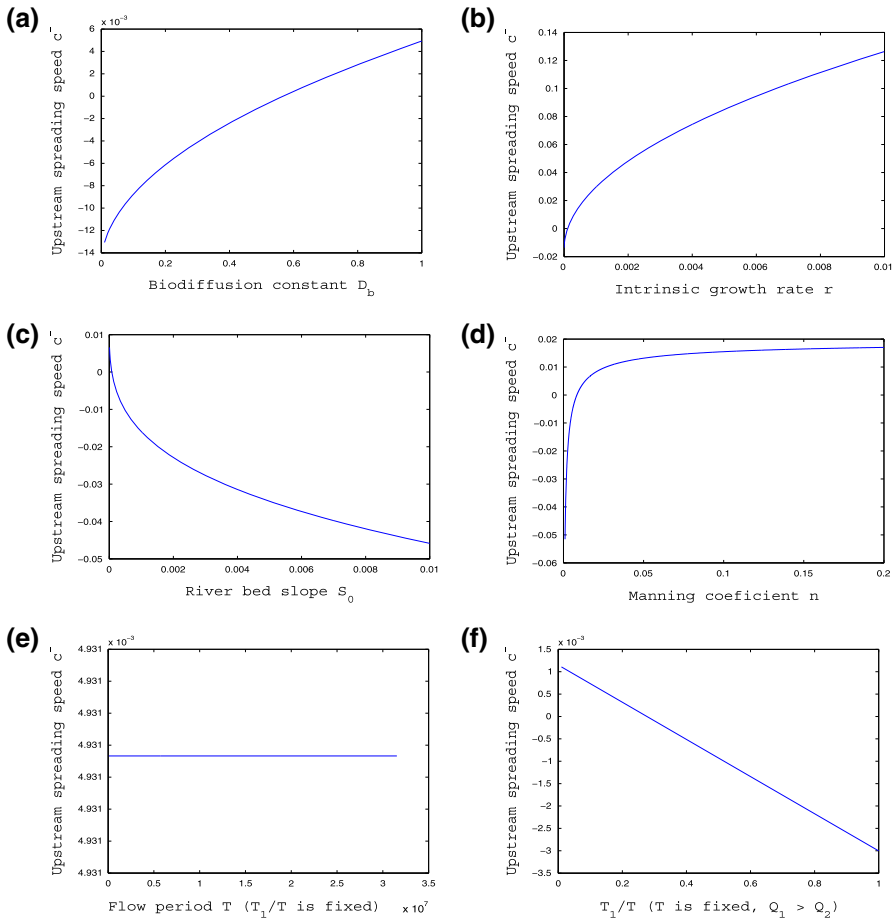 (a)
× 10⁻³
6
4
2
0
−2
−4
−6
−8
−10
−12
−14
0 0.2 0.4 0.6 0.8 1
Upstream spreading speed c⁻
Biodiffusion constant D_b
(b)
0.14
0.12
0.1
0.08
0.06
0.04
0.02
0
−0.02
0 0.002 0.004 0.006 0.008 0.01
Upstream spreading speed c⁻
Intrinsic growth rate r
(c)
0.01
0
−0.01
−0.02
−0.03
−0.04
−0.05
0 0.002 0.004 0.006 0.008 0.01
Upstream spreading speed c⁻
River bed slope S_0
(d)
0.02
0.01
0
−0.01
−0.02
−0.03
−0.04
−0.05
−0.06
0 0.05 0.1 0.15 0.2
Upstream spreading speed c⁻
Manning coeficient n
(e)
× 10⁻³
4.931
4.931
4.931
4.931
4.931
4.931
4.931
4.931
0 0.5 1 1.5 2 2.5 3 3.5
× 10⁷
Upstream spreading speed c⁻
Flow period T (T_1/T is fixed)
(f)
× 10⁻³
1.5
1
0.5
0
−0.5
−1
−1.5
−2
−2.5
−3
−3.5
0 0.2 0.4 0.6 0.8 1
Upstream spreading speed c⁻
T_1/T (T is fixed, Q_1 > Q_2)